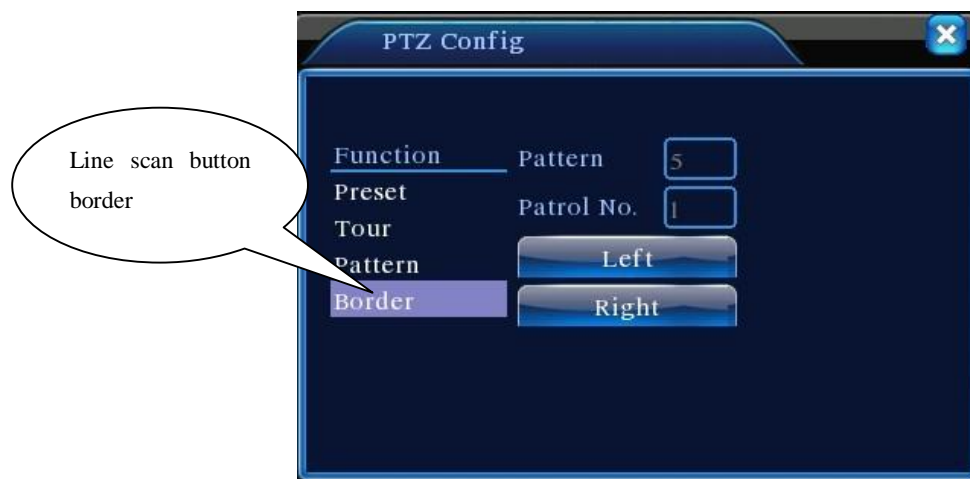 PTZ Config
Line scan button
border
Function
Preset
Tour
Pattern
Border
Pattern 5
Patrol No. 1
Left
Right